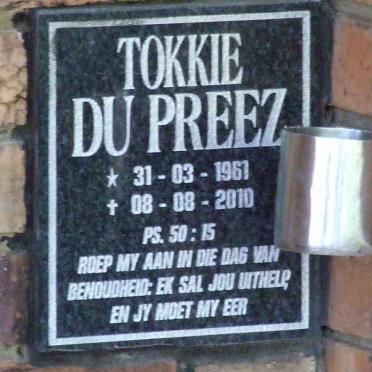 TOKKIE
DU PREEZ
★ 31 - 03 - 1961
✝ 08 - 08 - 2010
PS. 50 : 15
ROEP MY AAN IN DIE DAG VAN
BENOUDHEID: EK SAL JOU UITHELP,
EN JY MOET MY EER